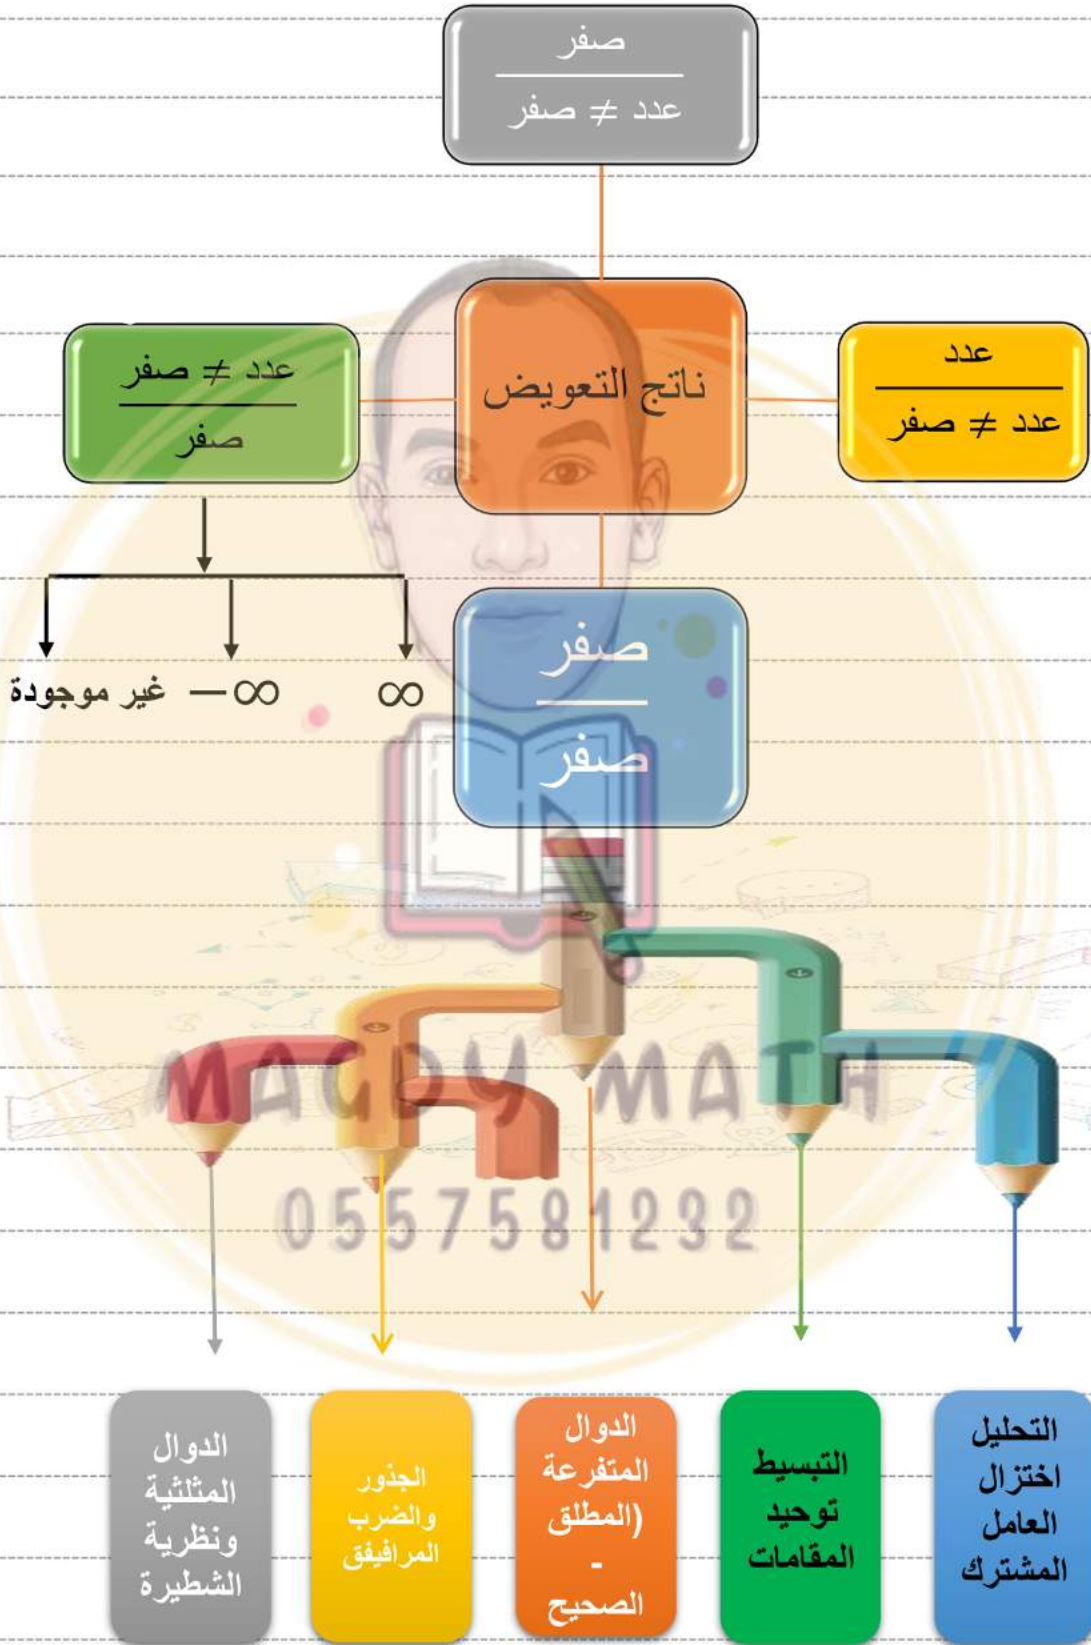 صفر
عدد ≠ صفر
عدد ≠ صفر
صفر
ناتج التعويض
عدد
عدد ≠ صفر
∞
−∞
غير موجودة
صفر
صفر
MAGDY MATH
0557581232
التحليل
اختزال
العامل
المشترك
التبسيط
توحيد
المقامات
الدوال
المتفرعة
(المطلق
-
الصحيح
الجذور
والضرب
المرافيفق
الدوال
المثلثية
ونظرية
الشطيرة